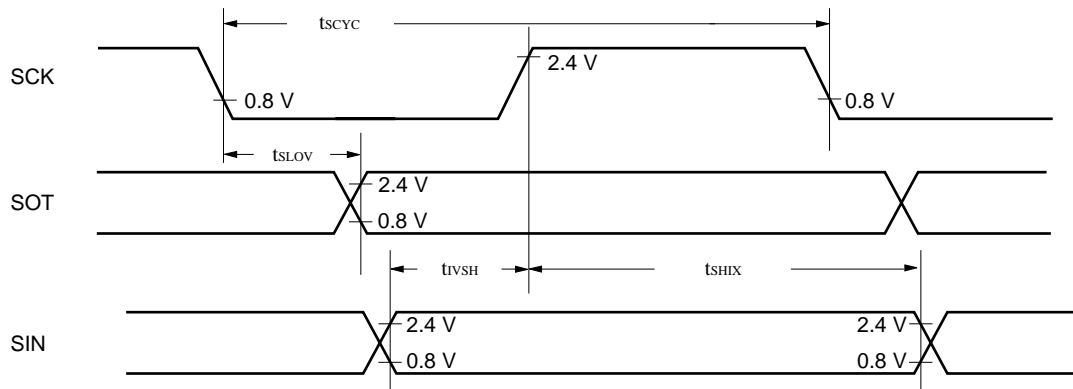 tSCYC
SCK
2.4 V
0.8 V
0.8 V
tSLOV
SOT
2.4 V
0.8 V
tIVSH
tSHIX
SIN
2.4 V
2.4 V
0.8 V
0.8 V